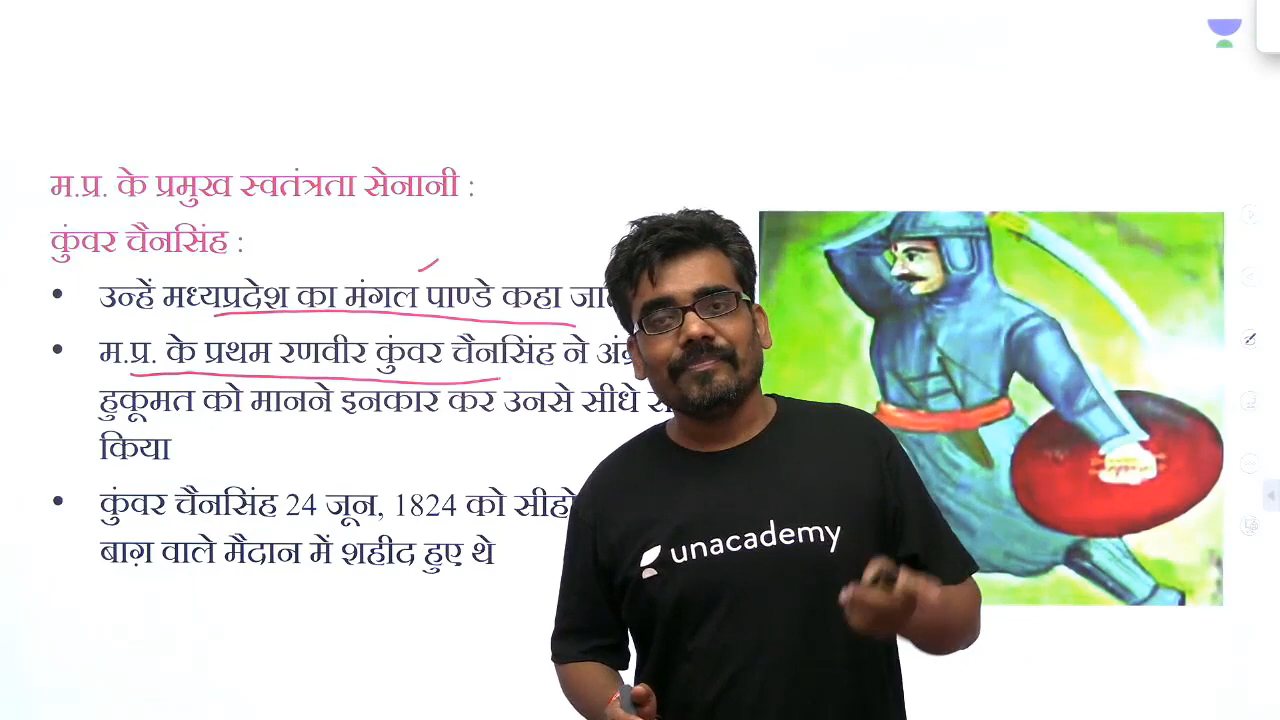 म.प्र. के प्रमुख स्वतंत्रता सेनानी :
कुंवर चैनसिंह :
• उन्हें मध्यप्रदेश का मंगल पाण्डे कहा
• म.प्र. के प्रथम रणवीर कुंवर चैनसिंह ने
हुकूमत को मानने इनकार कर उनसे सीधे
किया
• कुंवर चैनसिंह 24 जून, 1824 को
बाग़ वाले मैदान में शहीद हुए थे
unacademy